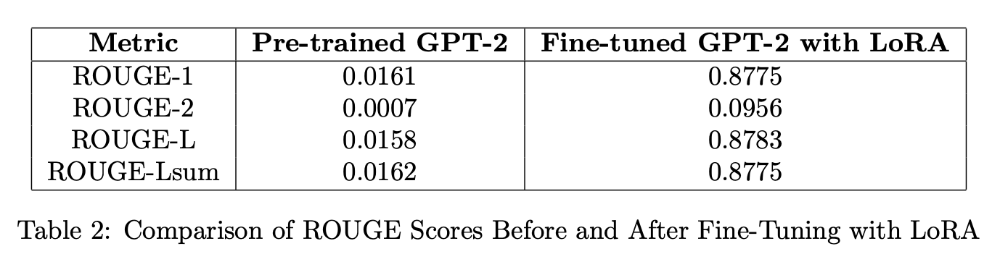 Metric Pre-trained GPT-2 Fine-tuned GPT-2 with LoRA
ROUGE-1 0.0161 0.8775
ROUGE-2 0.0007 0.0956
ROUGE-L 0.0158 0.8783
ROUGE-Lsum 0.0162 0.8775
Table 2: Comparison of ROUGE Scores Before and After Fine-Tuning with LoRA